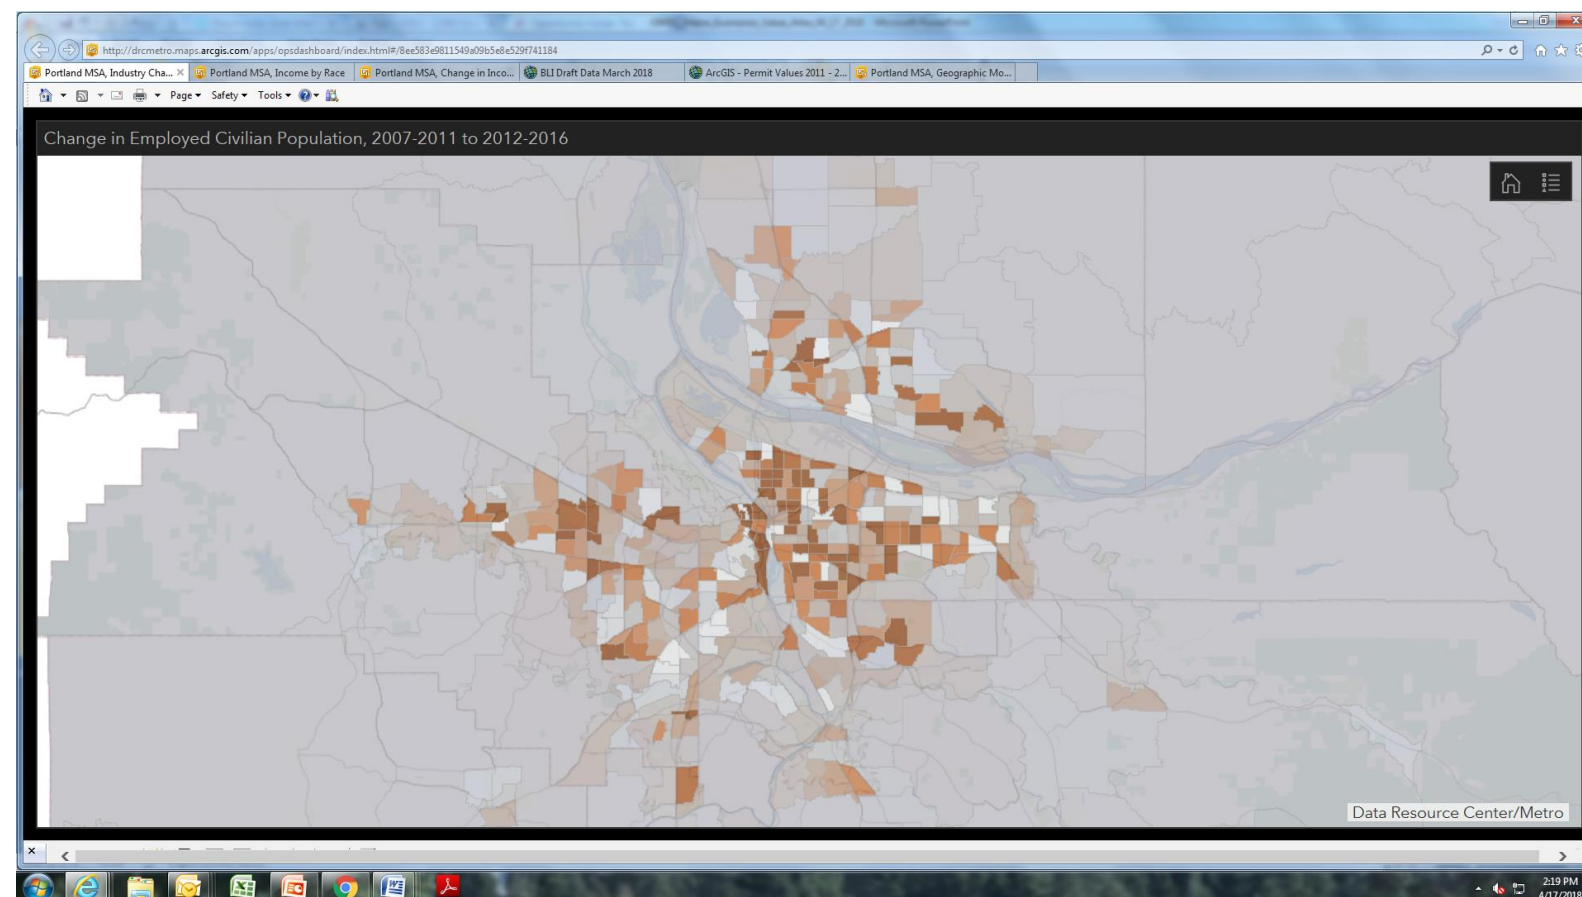 http://drcmetro.maps.arcgis.com/apps/opsdashboard/index.html#/8ee583e9811549a09b5e8e529f741184
Portland MSA, Industry Cha... Portland MSA, Income by Race Portland MSA, Change in Inco... BLI Draft Data March 2018 ArcGIS - Permit Values 2011 - 2... Portland MSA, Geographic Mo...
Page Safety Tools
Change in Employed Civilian Population, 2007-2011 to 2012-2016
Data Resource Center/Metro
2:19 PM
4/17/2018